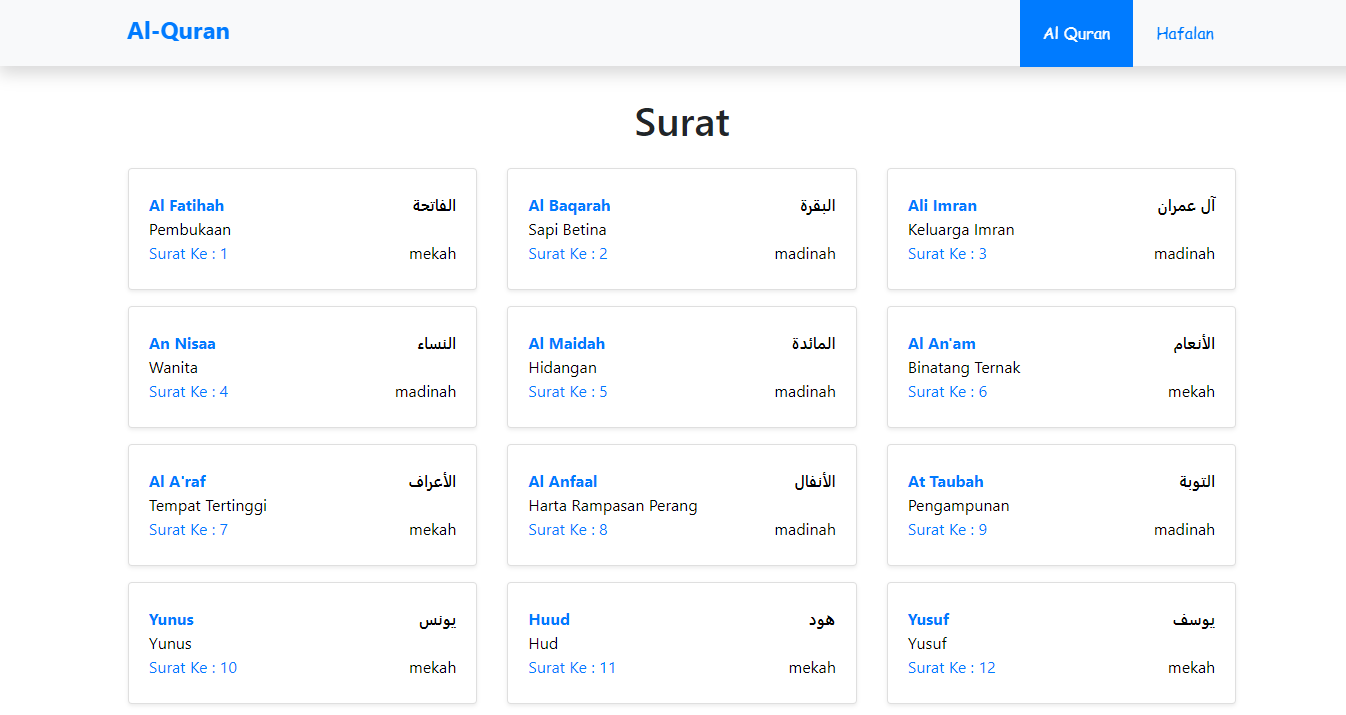 Al-Quran
Al Quran
Hafalan
Surat
Al Fatihah
الفاتحة
Pembukaan
Surat Ke : 1
mekah
Al Baqarah
البقرة
Sapi Betina
Surat Ke : 2
madinah
Ali Imran
آل عمران
Keluarga Imran
Surat Ke : 3
madinah
An Nisaa
النساء
Wanita
Surat Ke : 4
madinah
Al Maidah
المائدة
Hidangan
Surat Ke : 5
madinah
Al An'am
الأنعام
Binatang Ternak
Surat Ke : 6
mekah
Al A'raf
الأعراف
Tempat Tertinggi
Surat Ke : 7
mekah
Al Anfaal
الأنفال
Harta Rampasan Perang
Surat Ke : 8
madinah
At Taubah
التوبة
Pengampunan
Surat Ke : 9
madinah
Yunus
يونس
Yunus
Surat Ke : 10
mekah
Huud
هود
Hud
Surat Ke : 11
mekah
Yusuf
يوسف
Yusuf
Surat Ke : 12
mekah